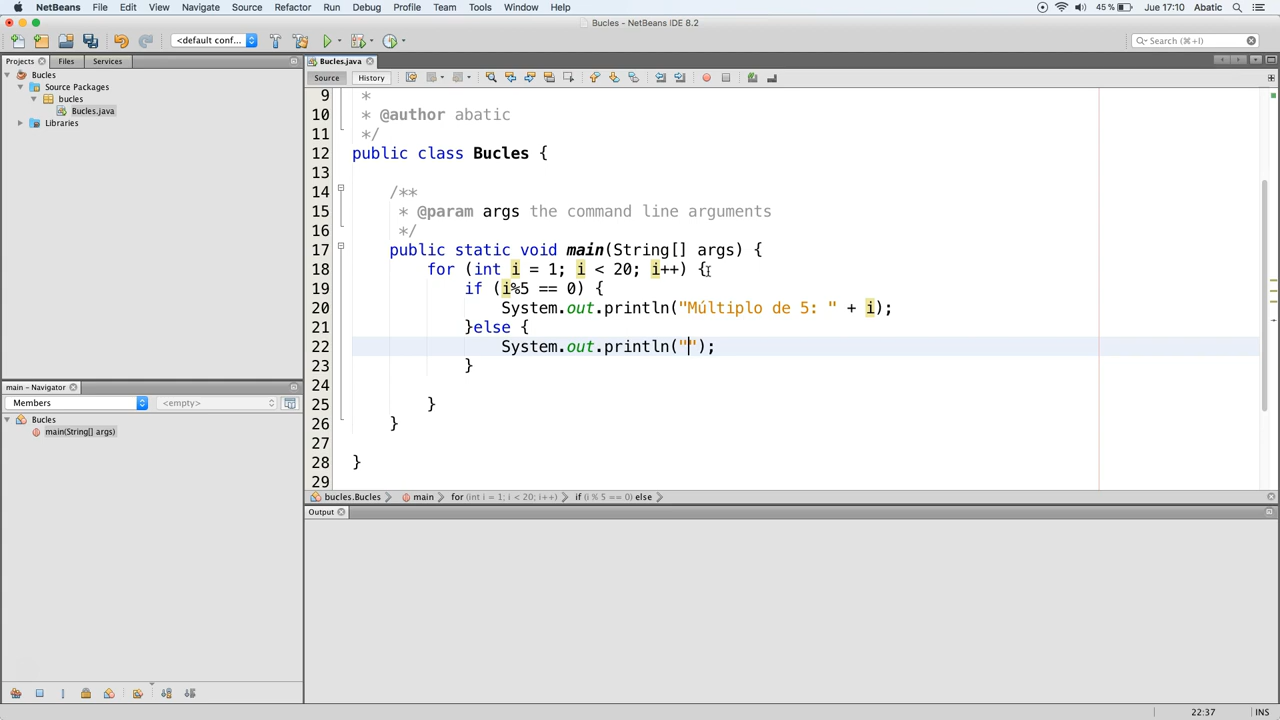 NetBeans File Edit View Navigate Source Refactor Run Debug Profile Team Tools Window Help 45 % Jue 17:10 Abatic
Bucles - NetBeans IDE 8.2
<default conf... Search (⌘+I)
Projects Files Services
Bucles
Source Packages
bucles
Bucles.java
Libraries
Bucles.java
Source History
9 *
10 * @author abatic
11 */
12 public class Bucles {
13
14 /**
15 * @param args the command line arguments
16 */
17 public static void main(String[] args) {
18 for (int i = 1; i < 20; i++) {
19 if (i%5 == 0) {
20 System.out.println("Múltiplo de 5: " + i);
21 }else {
22 System.out.println("");
23 }
24
25 }
26 }
27
28 }
29
bucles.Bucles main for (int i = 1; i < 20; i++) if (i % 5 == 0) else
main - Navigator
Members <empty>
Bucles
main(String[] args)
Output
22:37 INS